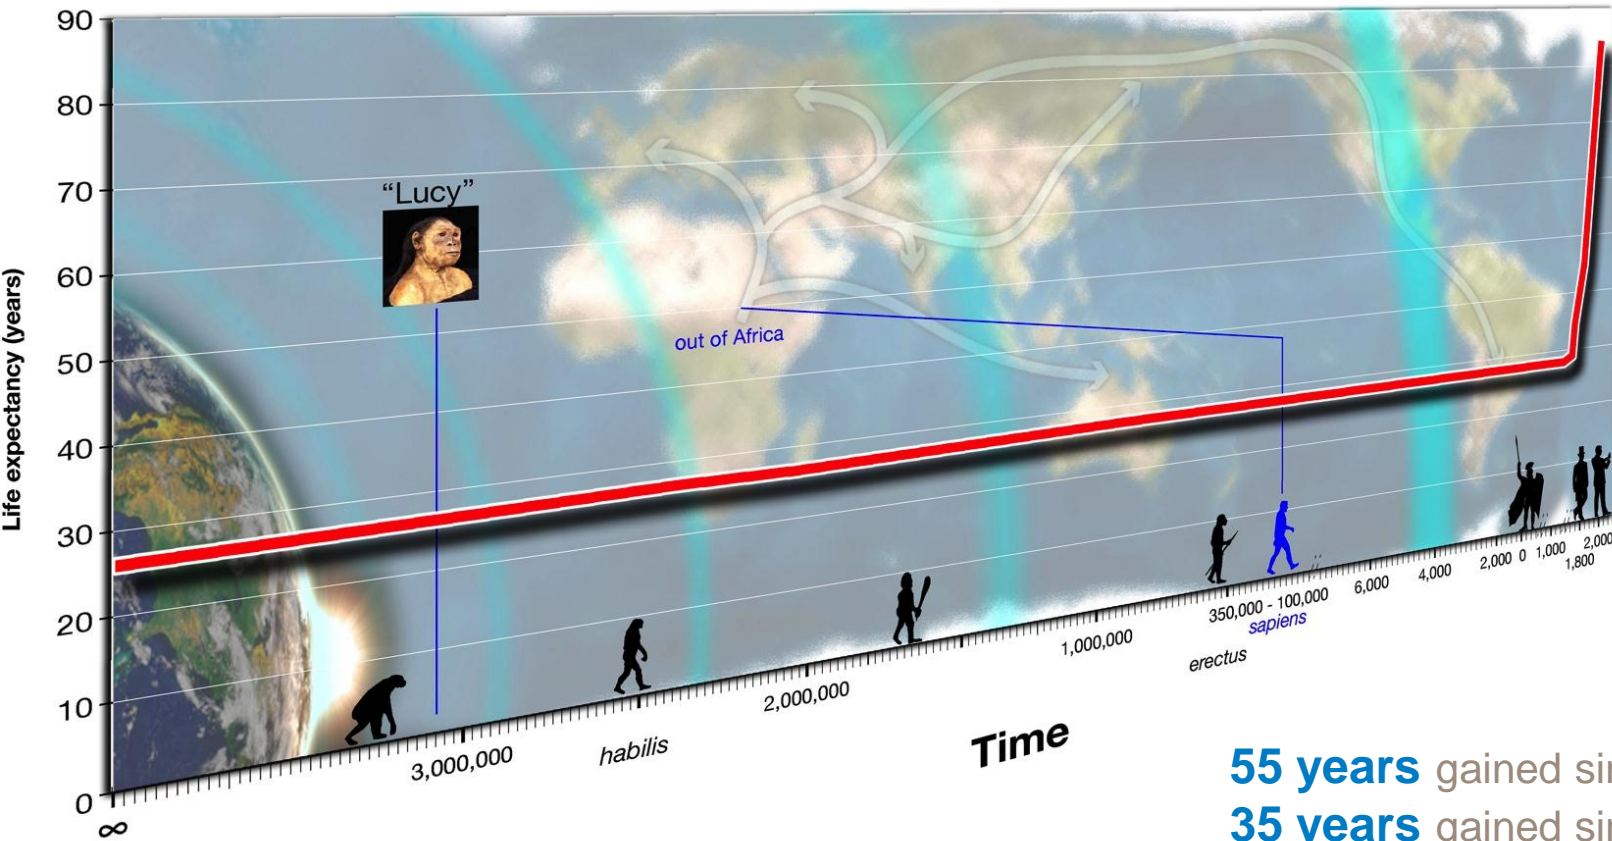 Life expectancy (years)
90
80
70
60
50
40
30
20
10
0
∞
“Lucy”
out of Africa
3,000,000
habilis
2,000,000
1,000,000
erectus
350,000 - 100,000
sapiens
6,000
4,000
2,000
0
1,000
1,800
2,000
Time
55 years gained
35 years gained